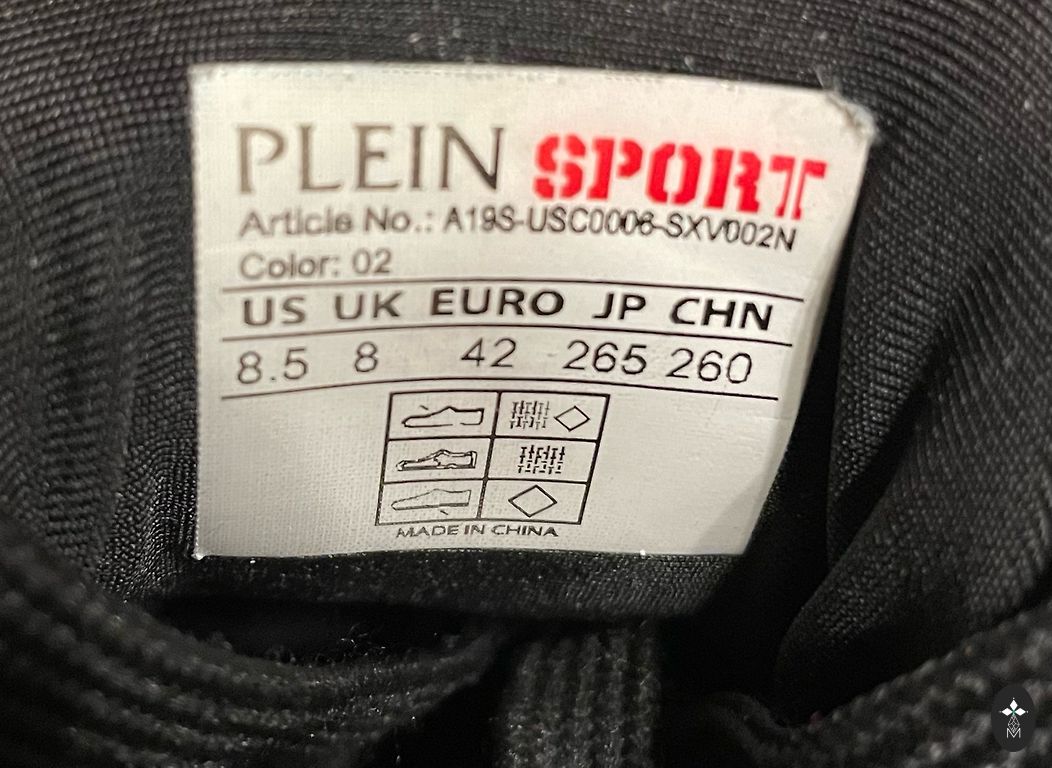 PLEIN SPORT
Article No.: A19S-USC0006-SXV002N
Color: 02
US UK EURO JP CHN
8.5 8 42 265 260
MADE IN CHINA
M